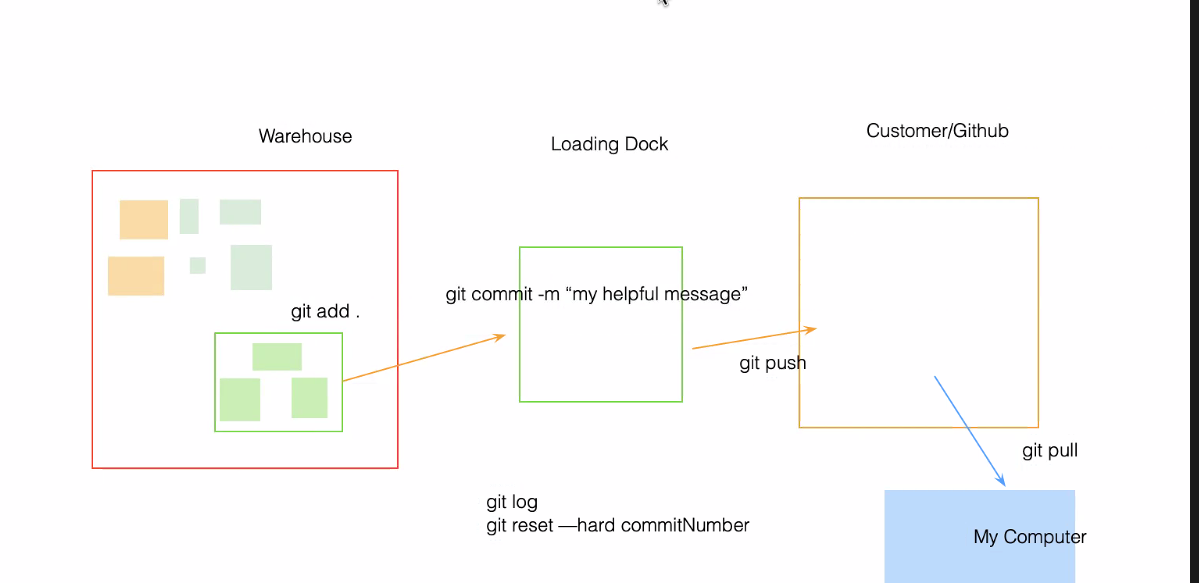 Warehouse
Loading Dock
Customer/Github
git add .
git commit -m “my helpful message”
git push
git pull
git log
git reset —hard commitNumber
My Computer